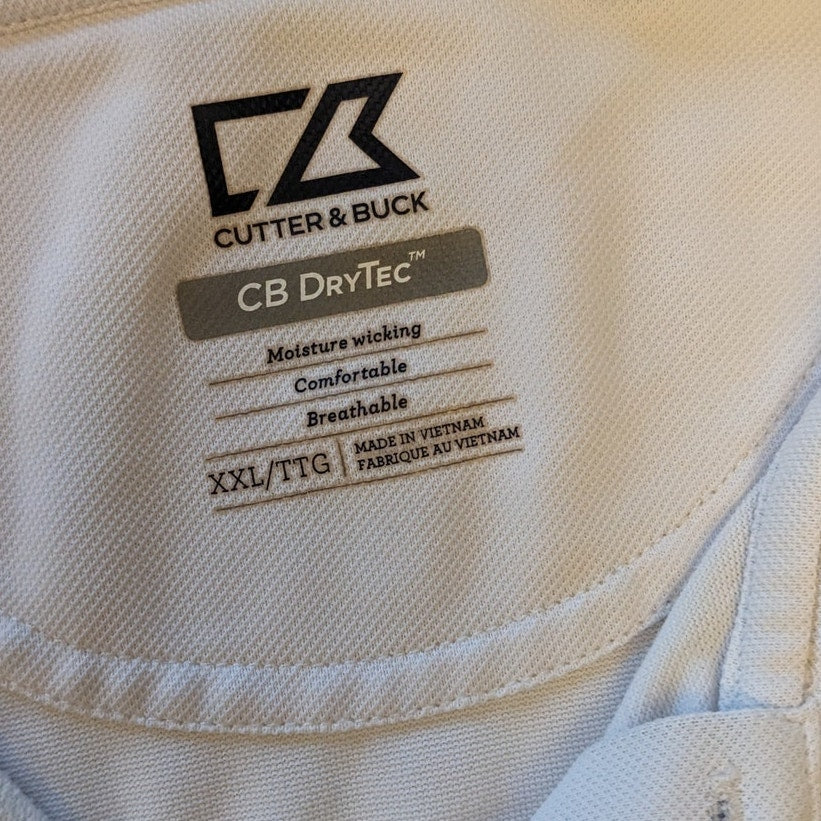 CUTTER & BUCK
CB DRYTEC™
Moisture wicking
Comfortable
Breathable
XXL/TTG
MADE IN VIETNAM
FABRIQUE AU VIETNAM